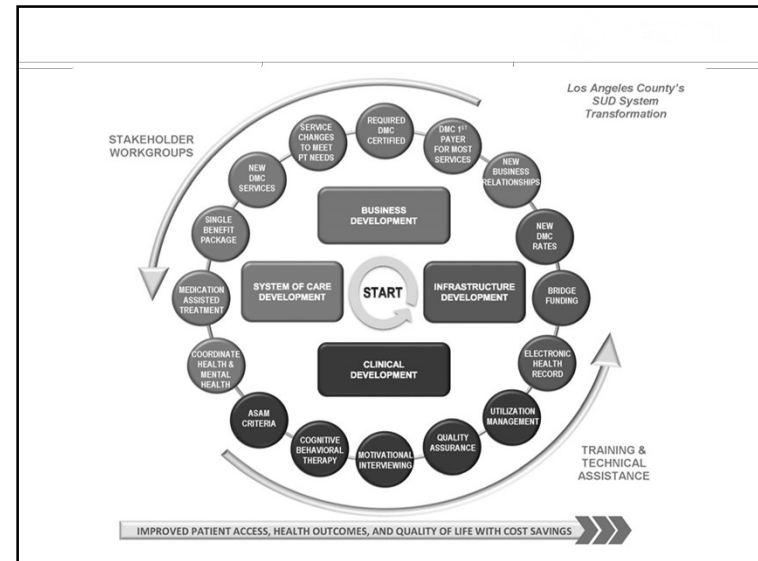 Los Angeles County's
SUD System
Transformation
STAKEHOLDER
WORKGROUPS
REQUIRED
DMC
CERTIFIED
SERVICE
CHANGES
TO MEET
PT NEEDS
DMC 1ST
PAYER
FOR MOST
SERVICES
NEW
DMC
SERVICES
NEW
BUSINESS
RELATIONSHIPS
SINGLE
BENEFIT
PACKAGE
NEW
DMC
RATES
BUSINESS
DEVELOPMENT
MEDICATION
ASSISTED
TREATMENT
SYSTEM OF CARE
DEVELOPMENT
START
INFRASTRUCTURE
DEVELOPMENT
BRIDGE
FUNDING
COORDINATE
HEALTH &
MENTAL
HEALTH
CLINICAL
DEVELOPMENT
ELECTRONIC
HEALTH
RECORD
ASAM
CRITERIA
COGNITIVE
BEHAVIORAL
THERAPY
MOTIVATIONAL
INTERVIEWING
QUALITY
ASSURANCE
UTILIZATION
MANAGEMENT
TRAINING &
TECHNICAL
ASSISTANCE
IMPROVED PATIENT ACCESS, HEALTH OUTCOMES, AND QUALITY OF LIFE WITH COST SAVINGS